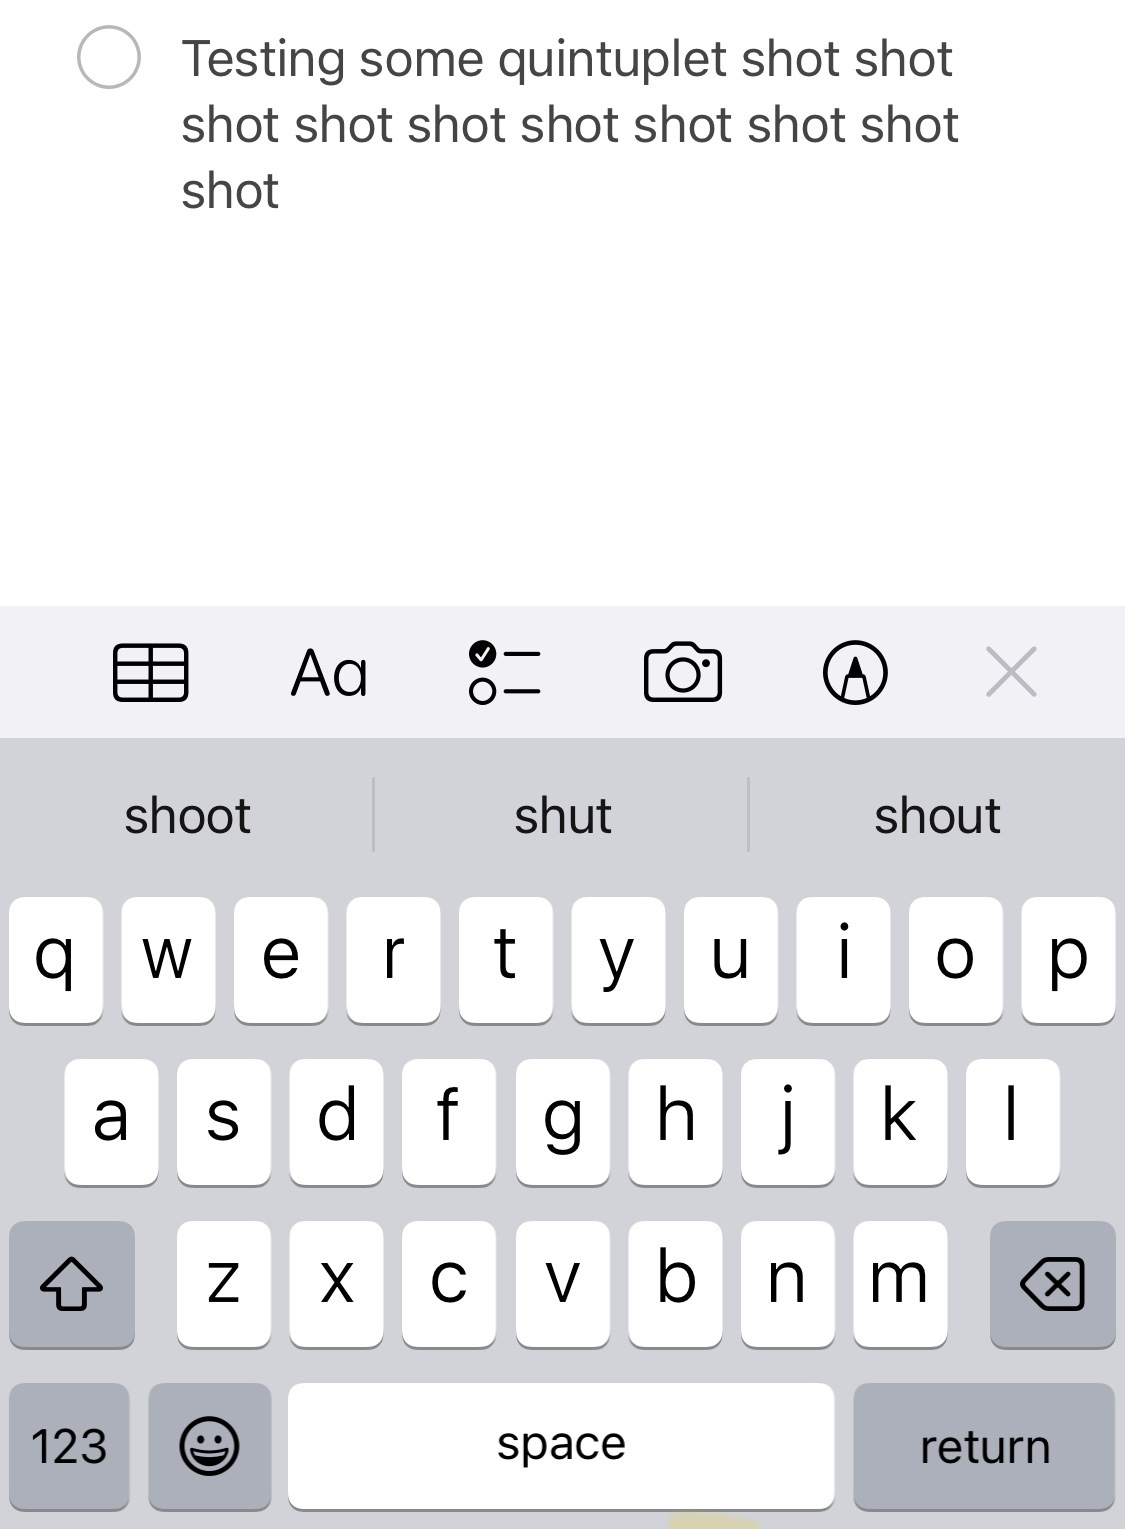 Testing some quintuplet shot shot
shot shot shot shot shot shot shot
shot
Aa
shoot shut shout
q w e r t y u i o p
a s d f g h j k l
z x c v b n m
123 space return